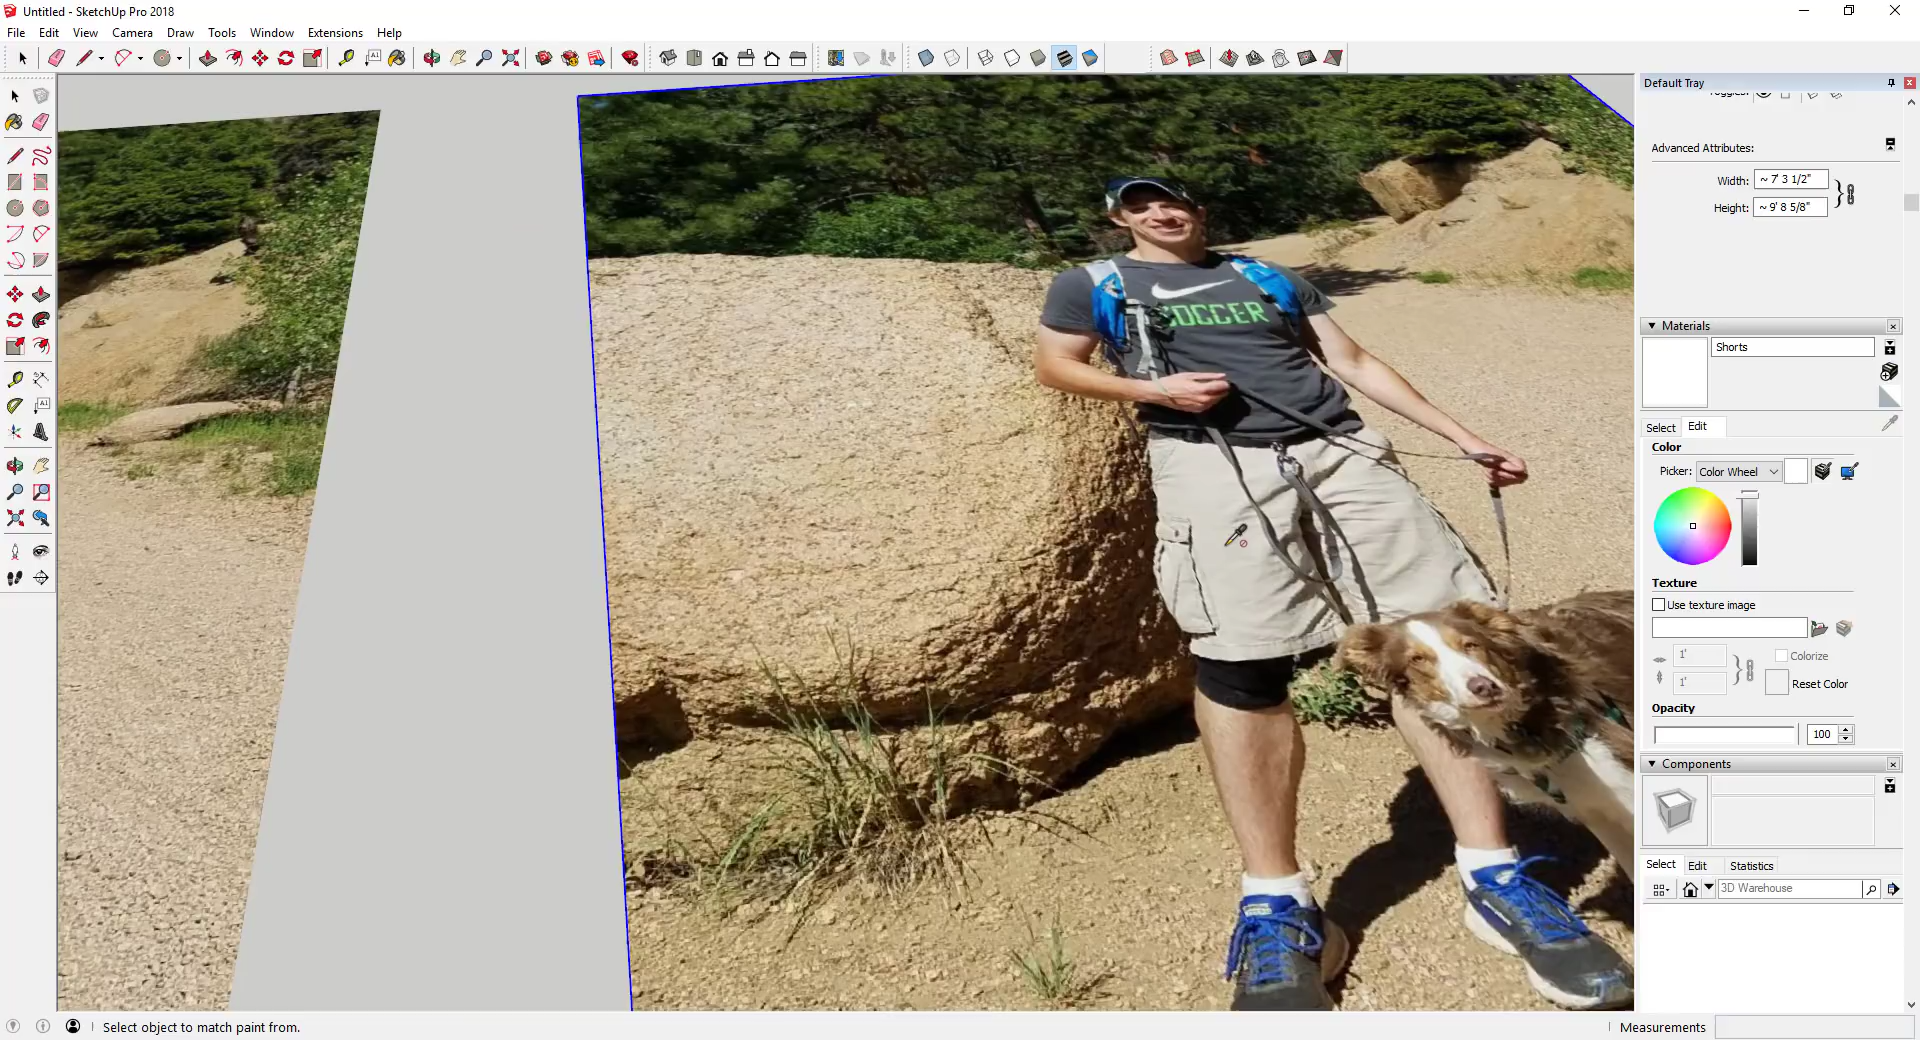 Untitled - SketchUp Pro 2018
File Edit View Camera Draw Tools Window Extensions Help
Default Tray
Advanced Attributes:
Width: ~ 7' 3 1/2"
Height: ~ 9' 8 5/8"
Materials
Shorts
Select Edit
Color
Picker: Color Wheel
Texture
Use texture image
1'
Colorize
1'
Reset Color
Opacity
100
Components
Select Edit Statistics
3D Warehouse
SOCCER
Select object to match paint from.
Measurements